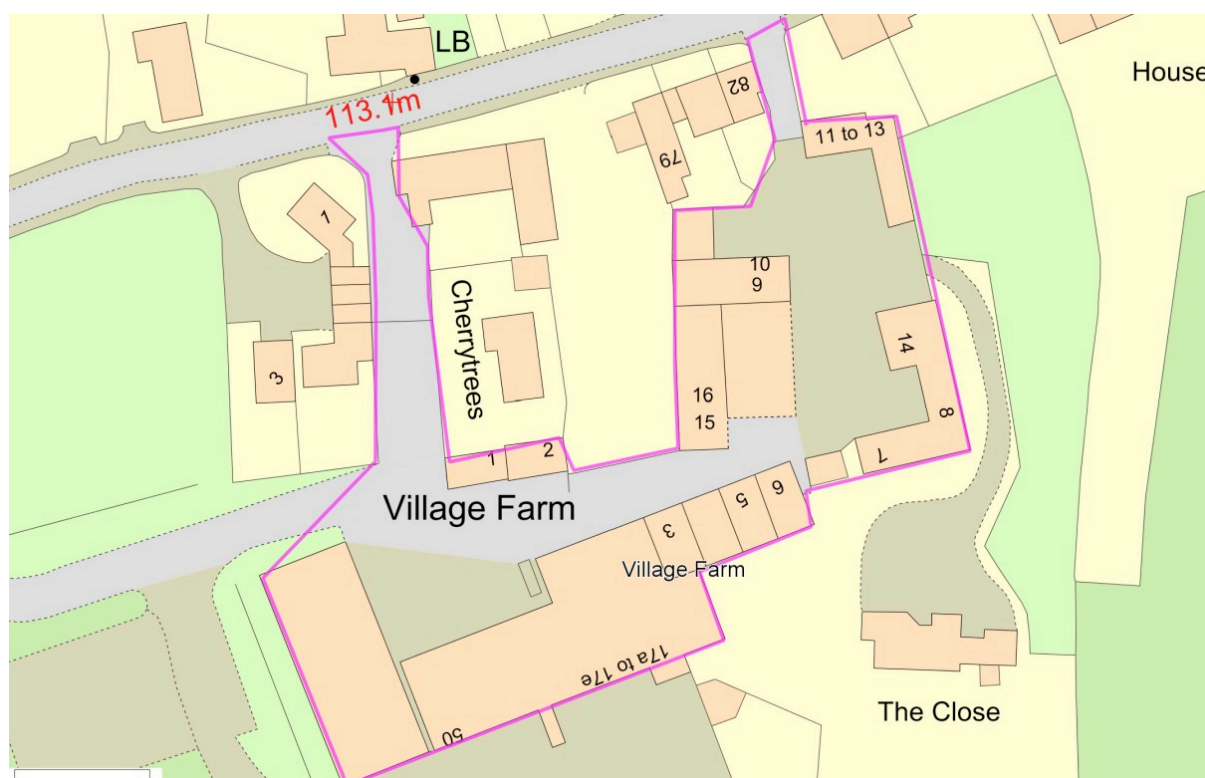 LB
House
113.1m
82
79
11 to 13
1
10
9
Cherrytrees
14
3
16
15
8
1
2
7
Village Farm
6
5
3
Village Farm
17a to 17e
The Close
50